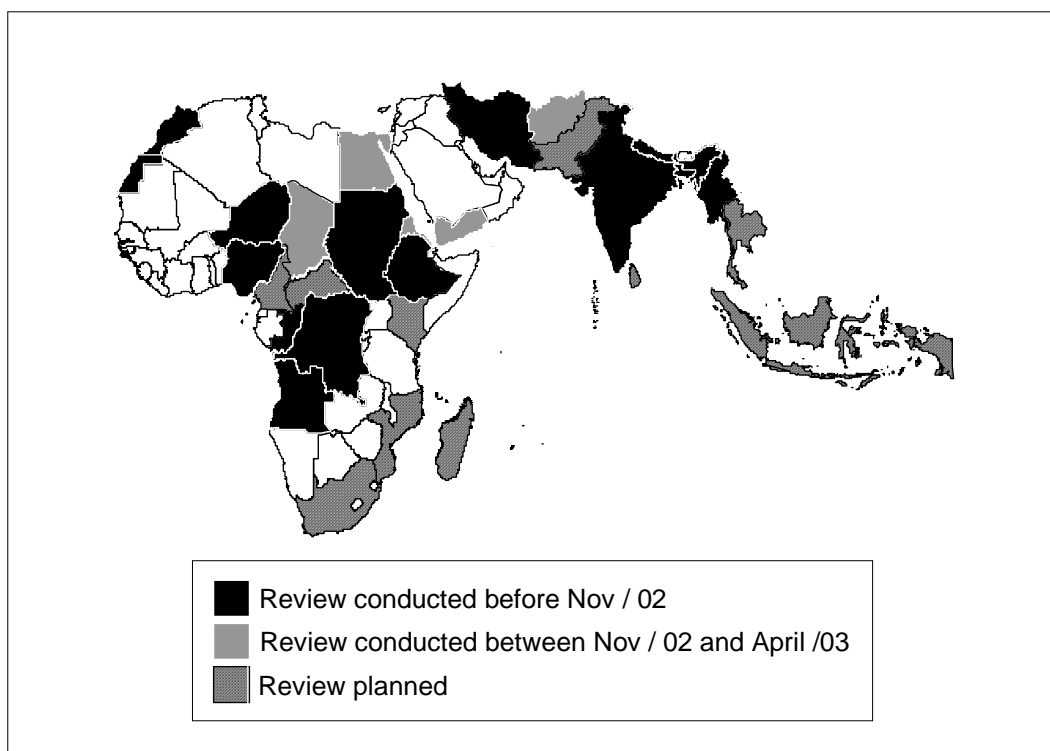 Review conducted before Nov / 02
Review conducted between Nov / 02 and April /03
Review planned